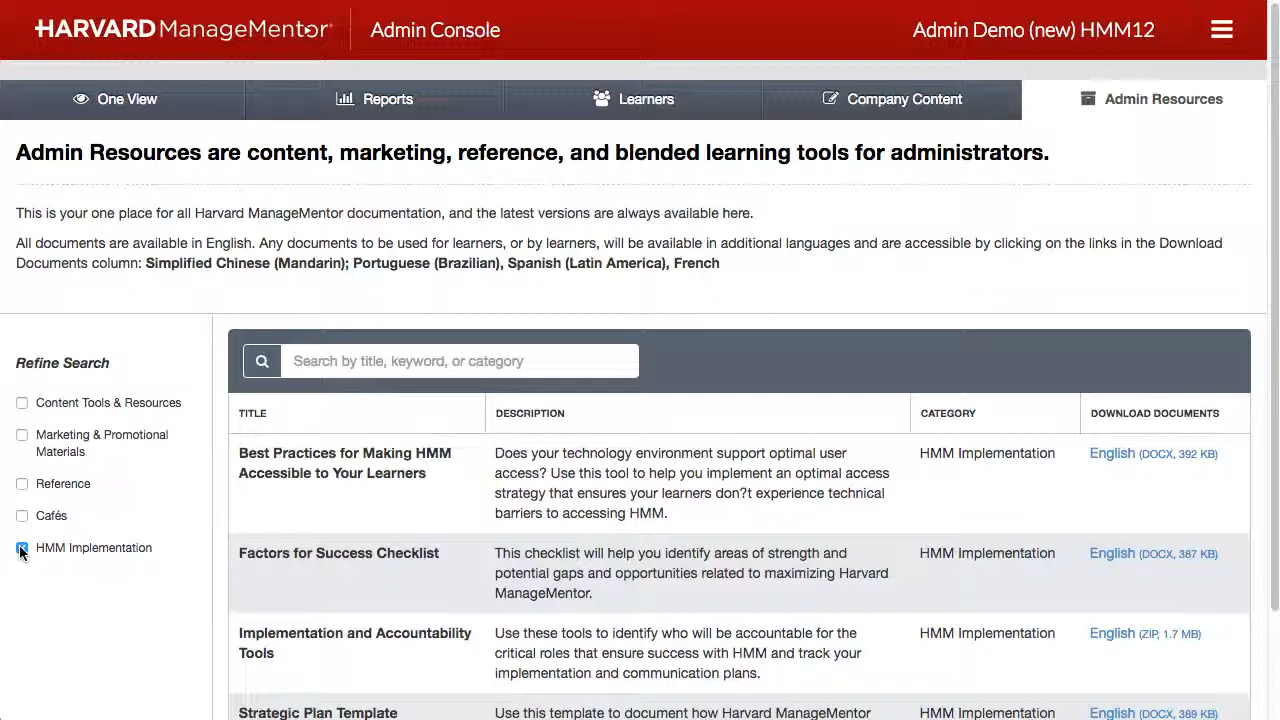 HARVARD ManageMentor® Admin Console Admin Demo (new) HMM12
One View Reports Learners Company Content Admin Resources
Admin Resources are content, marketing, reference, and blended learning tools for administrators.
This is your one place for all Harvard ManageMentor documentation, and the latest versions are always available here.
All documents are available in English. Any documents to be used for learners, or by learners, will be available in additional languages and are accessible by clicking on the links in the Download
Documents column: Simplified Chinese (Mandarin); Portuguese (Brazilian), Spanish (Latin America), French
Refine Search
Content Tools & Resources
Marketing & Promotional
Materials
Reference
Cafés
HMM Implementation
Search by title, keyword, or category
TITLE DESCRIPTION CATEGORY DOWNLOAD DOCUMENTS
Best Practices for Making HMM
Accessible to Your Learners
Does your technology environment support optimal user
access? Use this tool to help you implement an optimal access
strategy that ensures your learners don?t experience technical
barriers to accessing HMM.
HMM Implementation
English (DOCX, 392 KB)
Factors for Success Checklist
This checklist will help you identify areas of strength and
potential gaps and opportunities related to maximizing Harvard
ManageMentor.
HMM Implementation
English (DOCX, 387 KB)
Implementation and Accountability
Tools
Use these tools to identify who will be accountable for the
critical roles that ensure success with HMM and track your
implementation and communication plans.
HMM Implementation
English (ZIP, 1.7 MB)
Strategic Plan Template
Use this template to document how Harvard ManageMentor
HMM Implementation
English (DOCX, 389 KB)